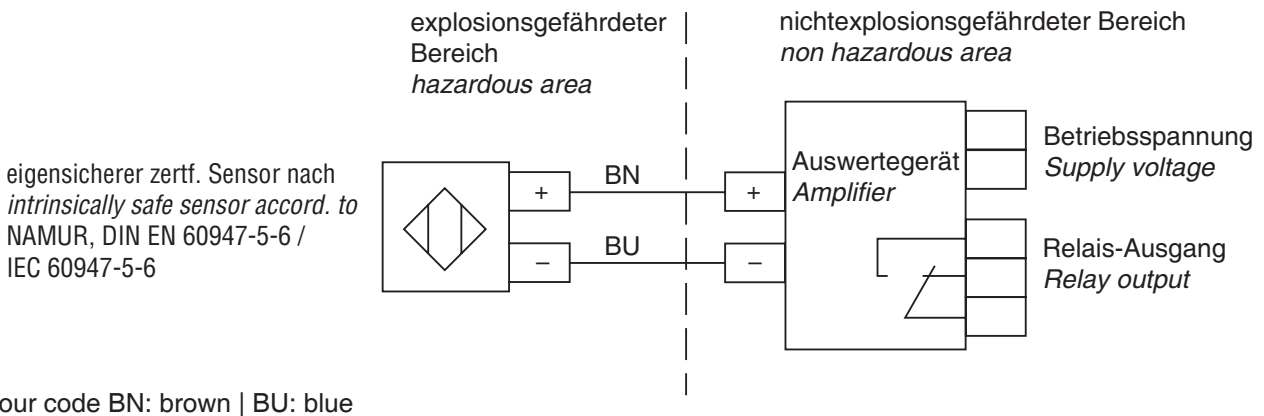 explosionsgefährdeter
Bereich
hazardous area
nichtexplosionsgefährdeter Bereich
non hazardous area
eigensicherer zertf. Sensor nach
intrinsically safe sensor accord. to
NAMUR, DIN EN 60947-5-6 /
IEC 60947-5-6
+
BN
+
–
BU
–
Auswertegerät
Amplifier
Betriebsspannung
Supply voltage
Relais-Ausgang
Relay output
our code BN: brown | BU: blue